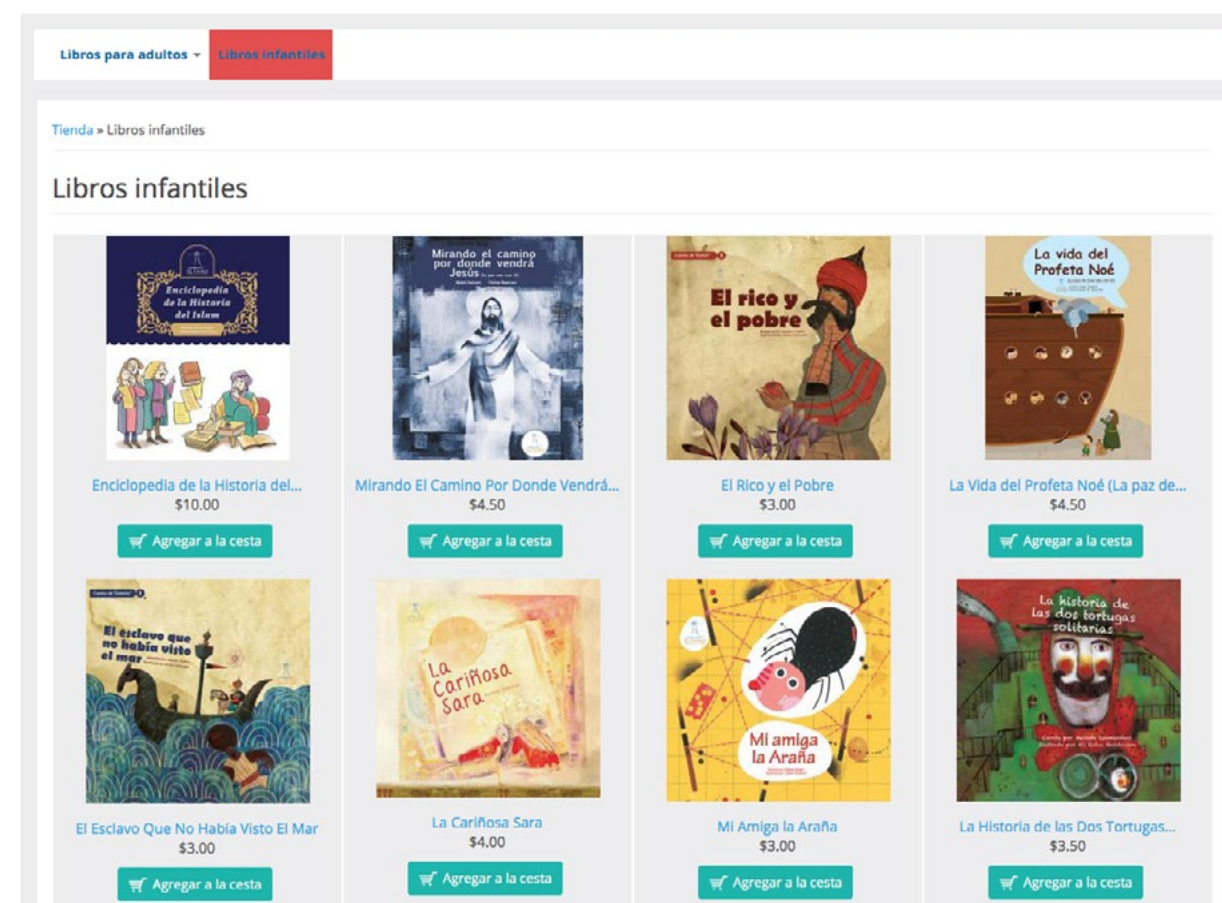 Libros para adultos
Libros infantiles
Tienda » Libros infantiles
Libros infantiles
EL FARO
Enciclopedia
de la Historia
del Islam
Mirando el camino
por donde vendrá
Jesús
El rico y
el pobre
La vida del
Profeta Noé
Enciclopedia de la Historia del...
Mirando El Camino Por Donde Vendrá...
El Rico y el Pobre
La Vida del Profeta Noé (La paz de...
$10.00
$4.50
$3.00
$4.50
Agregar a la cesta
Agregar a la cesta
Agregar a la cesta
Agregar a la cesta
El esclavo que
no había visto
el mar
La
Cariñosa
Sara
Mi amiga
la Araña
La historia de
las dos tortugas
solitarias
El Esclavo Que No Había Visto El Mar
La Cariñosa Sara
Mi Amiga la Araña
La Historia de las Dos Tortugas...
$3.00
$4.00
$3.00
$3.50
Agregar a la cesta
Agregar a la cesta
Agregar a la cesta
Agregar a la cesta